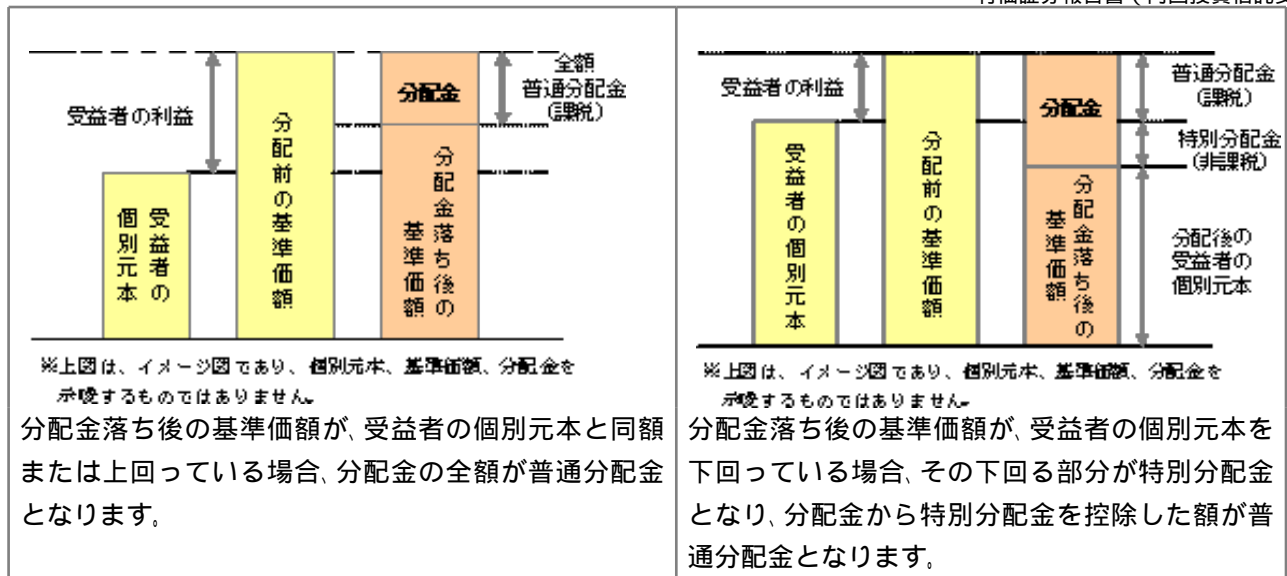 全額
普通分配金
(課税)
受益者の利益
分配金
分配前の基準価額
分配金落ち後の
基準価額
受益者の
個別元本
※上図は、イメージ図であり、個別元本、基準価額、分配金を
示唆するものではありません。
分配金落ち後の基準価額が、受益者の個別元本と同額
または上回っている場合、分配金の全額が普通分配金
となります。
普通分配金
(課税)
受益者の利益
分配金
特別分配金
(非課税)
受益者の個別元本
分配前の基準価額
分配金落ち後の
基準価額
分配後の
受益者の
個別元本
※上図は、イメージ図であり、個別元本、基準価額、分配金を
示唆するものではありません。
分配金落ち後の基準価額が、受益者の個別元本を
下回っている場合、その下回る部分が特別分配金
となり、分配金から特別分配金を控除した額が普
通分配金となります。